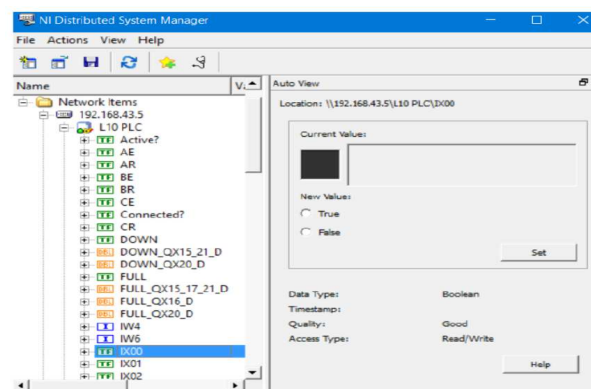 NI Distributed System Manager
File Actions View Help
Name
V
Network Items
192.168.43.5
L10 PLC
Active?
AE
AR
BE
BR
CE
Connected?
CR
DOWN
DOWN_QX15_21_D
DOWN_QX20_D
FULL
FULL_QX15_17_21_D
FULL_QX16_D
FULL_QX20_D
IW4
IW6
IX00
IX01
IX02
Auto View
Location: \\192.168.43.5\L10 PLC\IX00
Current Value:
New Value:
True
False
Set
Data Type: Boolean
Timestamp:
Quality: Good
Access Type: Read/Write
Help